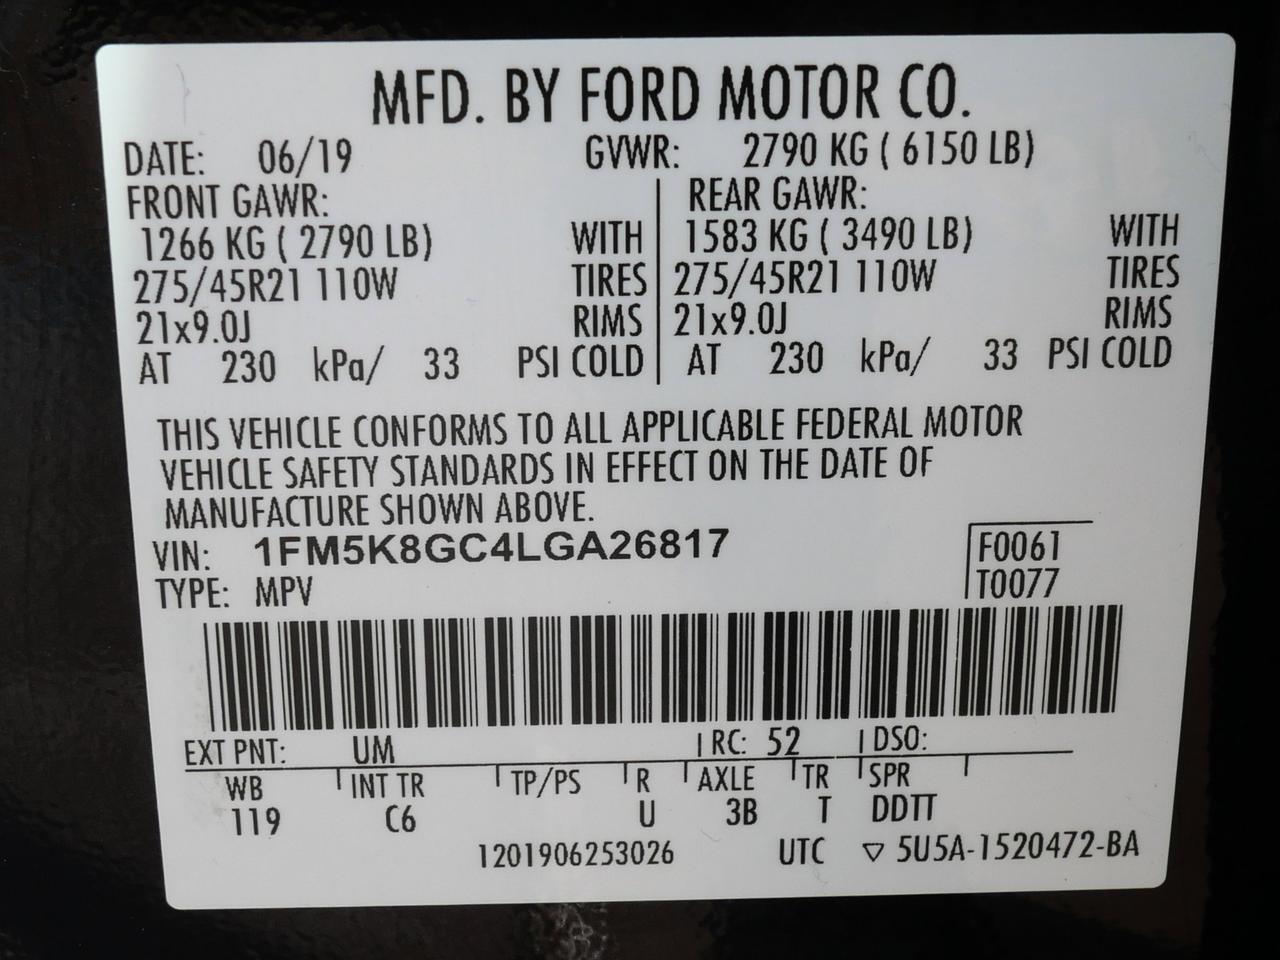 MFD. BY FORD MOTOR CO.
DATE: 06/19 GVWR: 2790 KG ( 6150 LB)
FRONT GAWR: REAR GAWR:
1266 KG ( 2790 LB) WITH 1583 KG ( 3490 LB) WITH
275/45R21 110W TIRES 275/45R21 110W TIRES
21x9.0J RIMS 21x9.0J RIMS
AT 230 kPa/ 33 PSI COLD AT 230 kPa/ 33 PSI COLD
THIS VEHICLE CONFORMS TO ALL APPLICABLE FEDERAL MOTOR
VEHICLE SAFETY STANDARDS IN EFFECT ON THE DATE OF
MANUFACTURE SHOWN ABOVE.
VIN: 1FM5K8GC4LGA26817 F0061
TYPE: MPV T0077
EXT PNT: UM RC: 52 DSO:
WB INT TR TP/PS R AXLE TR SPR
119 C6 U 3B T DDTT
1201906253026 UTC ▽ 5U5A-1520472-BA